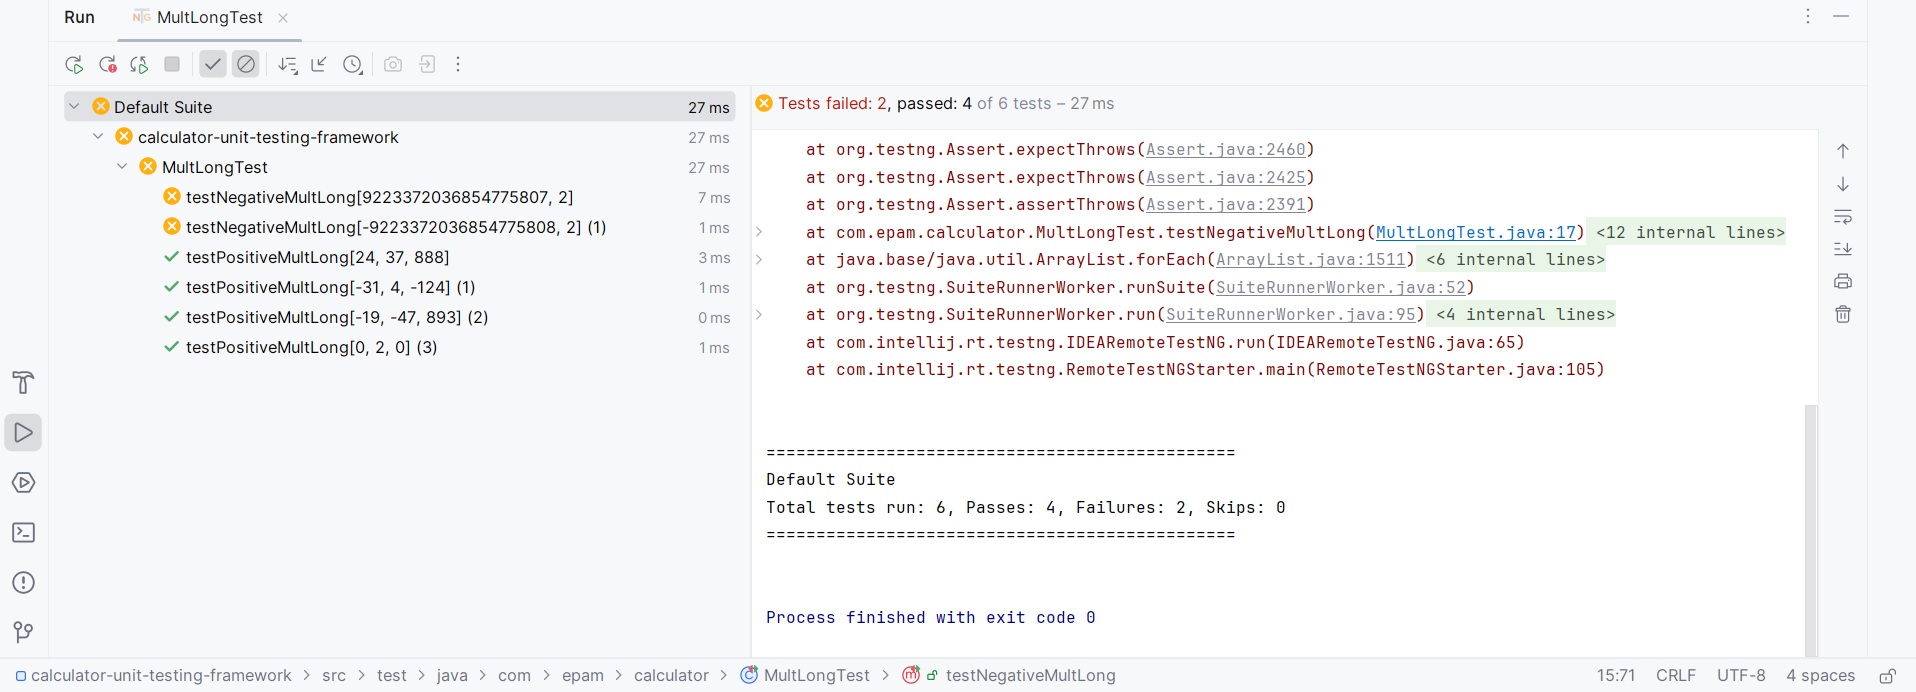 Run
MultLongTest
Default Suite 27 ms
calculator-unit-testing-framework 27 ms
MultLongTest 27 ms
testNegativeMultLong[9223372036854775807, 2] 7 ms
testNegativeMultLong[-9223372036854775808, 2] (1) 1 ms
testPositiveMultLong[24, 37, 888] 3 ms
testPositiveMultLong[-31, 4, -124] (1) 1 ms
testPositiveMultLong[-19, -47, 893] (2) 0 ms
testPositiveMultLong[0, 2, 0] (3) 1 ms
Tests failed: 2, passed: 4 of 6 tests – 27 ms
at org.testng.Assert.expectThrows(Assert.java:2460)
at org.testng.Assert.expectThrows(Assert.java:2425)
at org.testng.Assert.assertThrows(Assert.java:2391)
at com.epam.calculator.MultLongTest.testNegativeMultLong(MultLongTest.java:17) <12 internal lines>
at java.base/java.util.ArrayList.forEach(ArrayList.java:1511) <6 internal lines>
at org.testng.SuiteRunnerWorker.runSuite(SuiteRunnerWorker.java:52)
at org.testng.SuiteRunnerWorker.run(SuiteRunnerWorker.java:95) <4 internal lines>
at com.intellij.rt.testng.IDEARemoteTestNG.run(IDEARemoteTestNG.java:65)
at com.intellij.rt.testng.RemoteTestNGStarter.main(RemoteTestNGStarter.java:105)
===============================================
Default Suite
Total tests run: 6, Passes: 4, Failures: 2, Skips: 0
===============================================
Process finished with exit code 0
calculator-unit-testing-framework > src > test > java > com > epam > calculator > MultLongTest > testNegativeMultLong 15:71 CRLF UTF-8 4 spaces